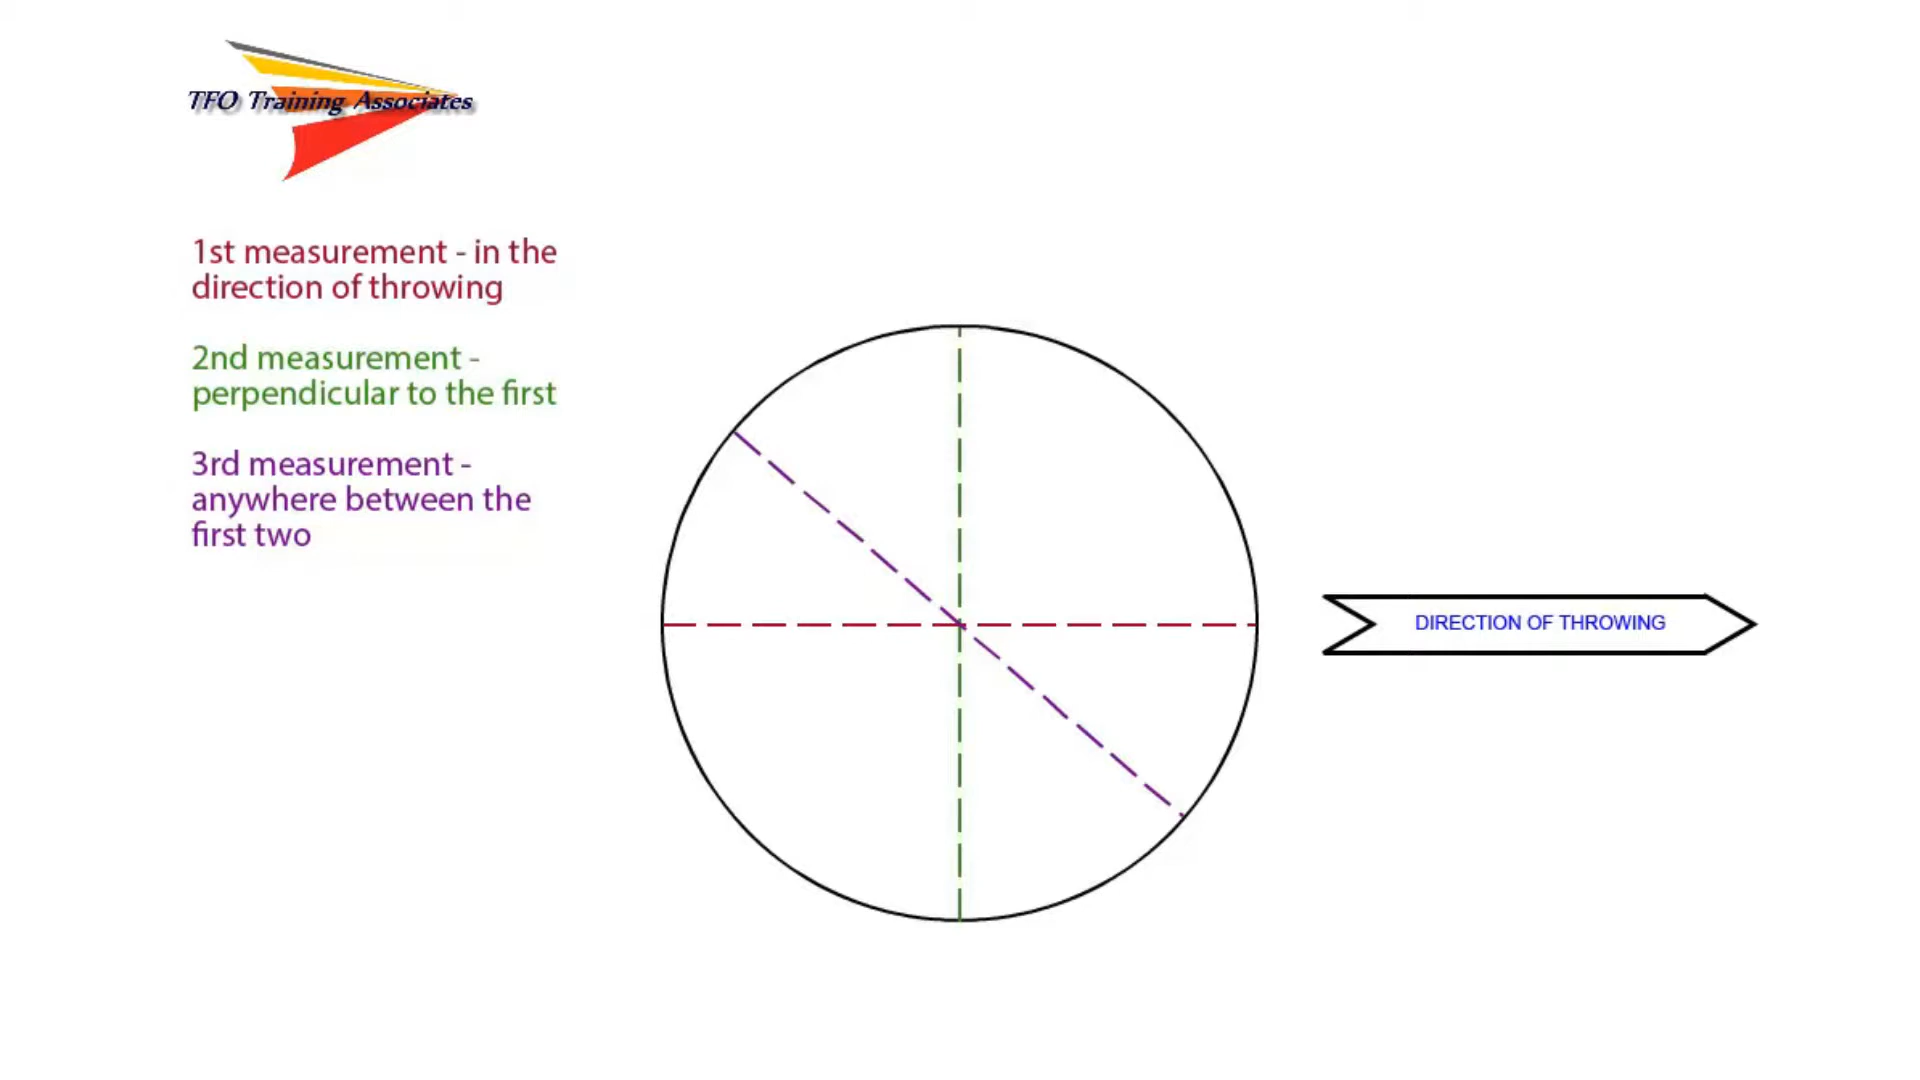 TFO Training Associates
1st measurement - in the
direction of throwing
2nd measurement -
perpendicular to the first
3rd measurement -
anywhere between the
first two
DIRECTION OF THROWING